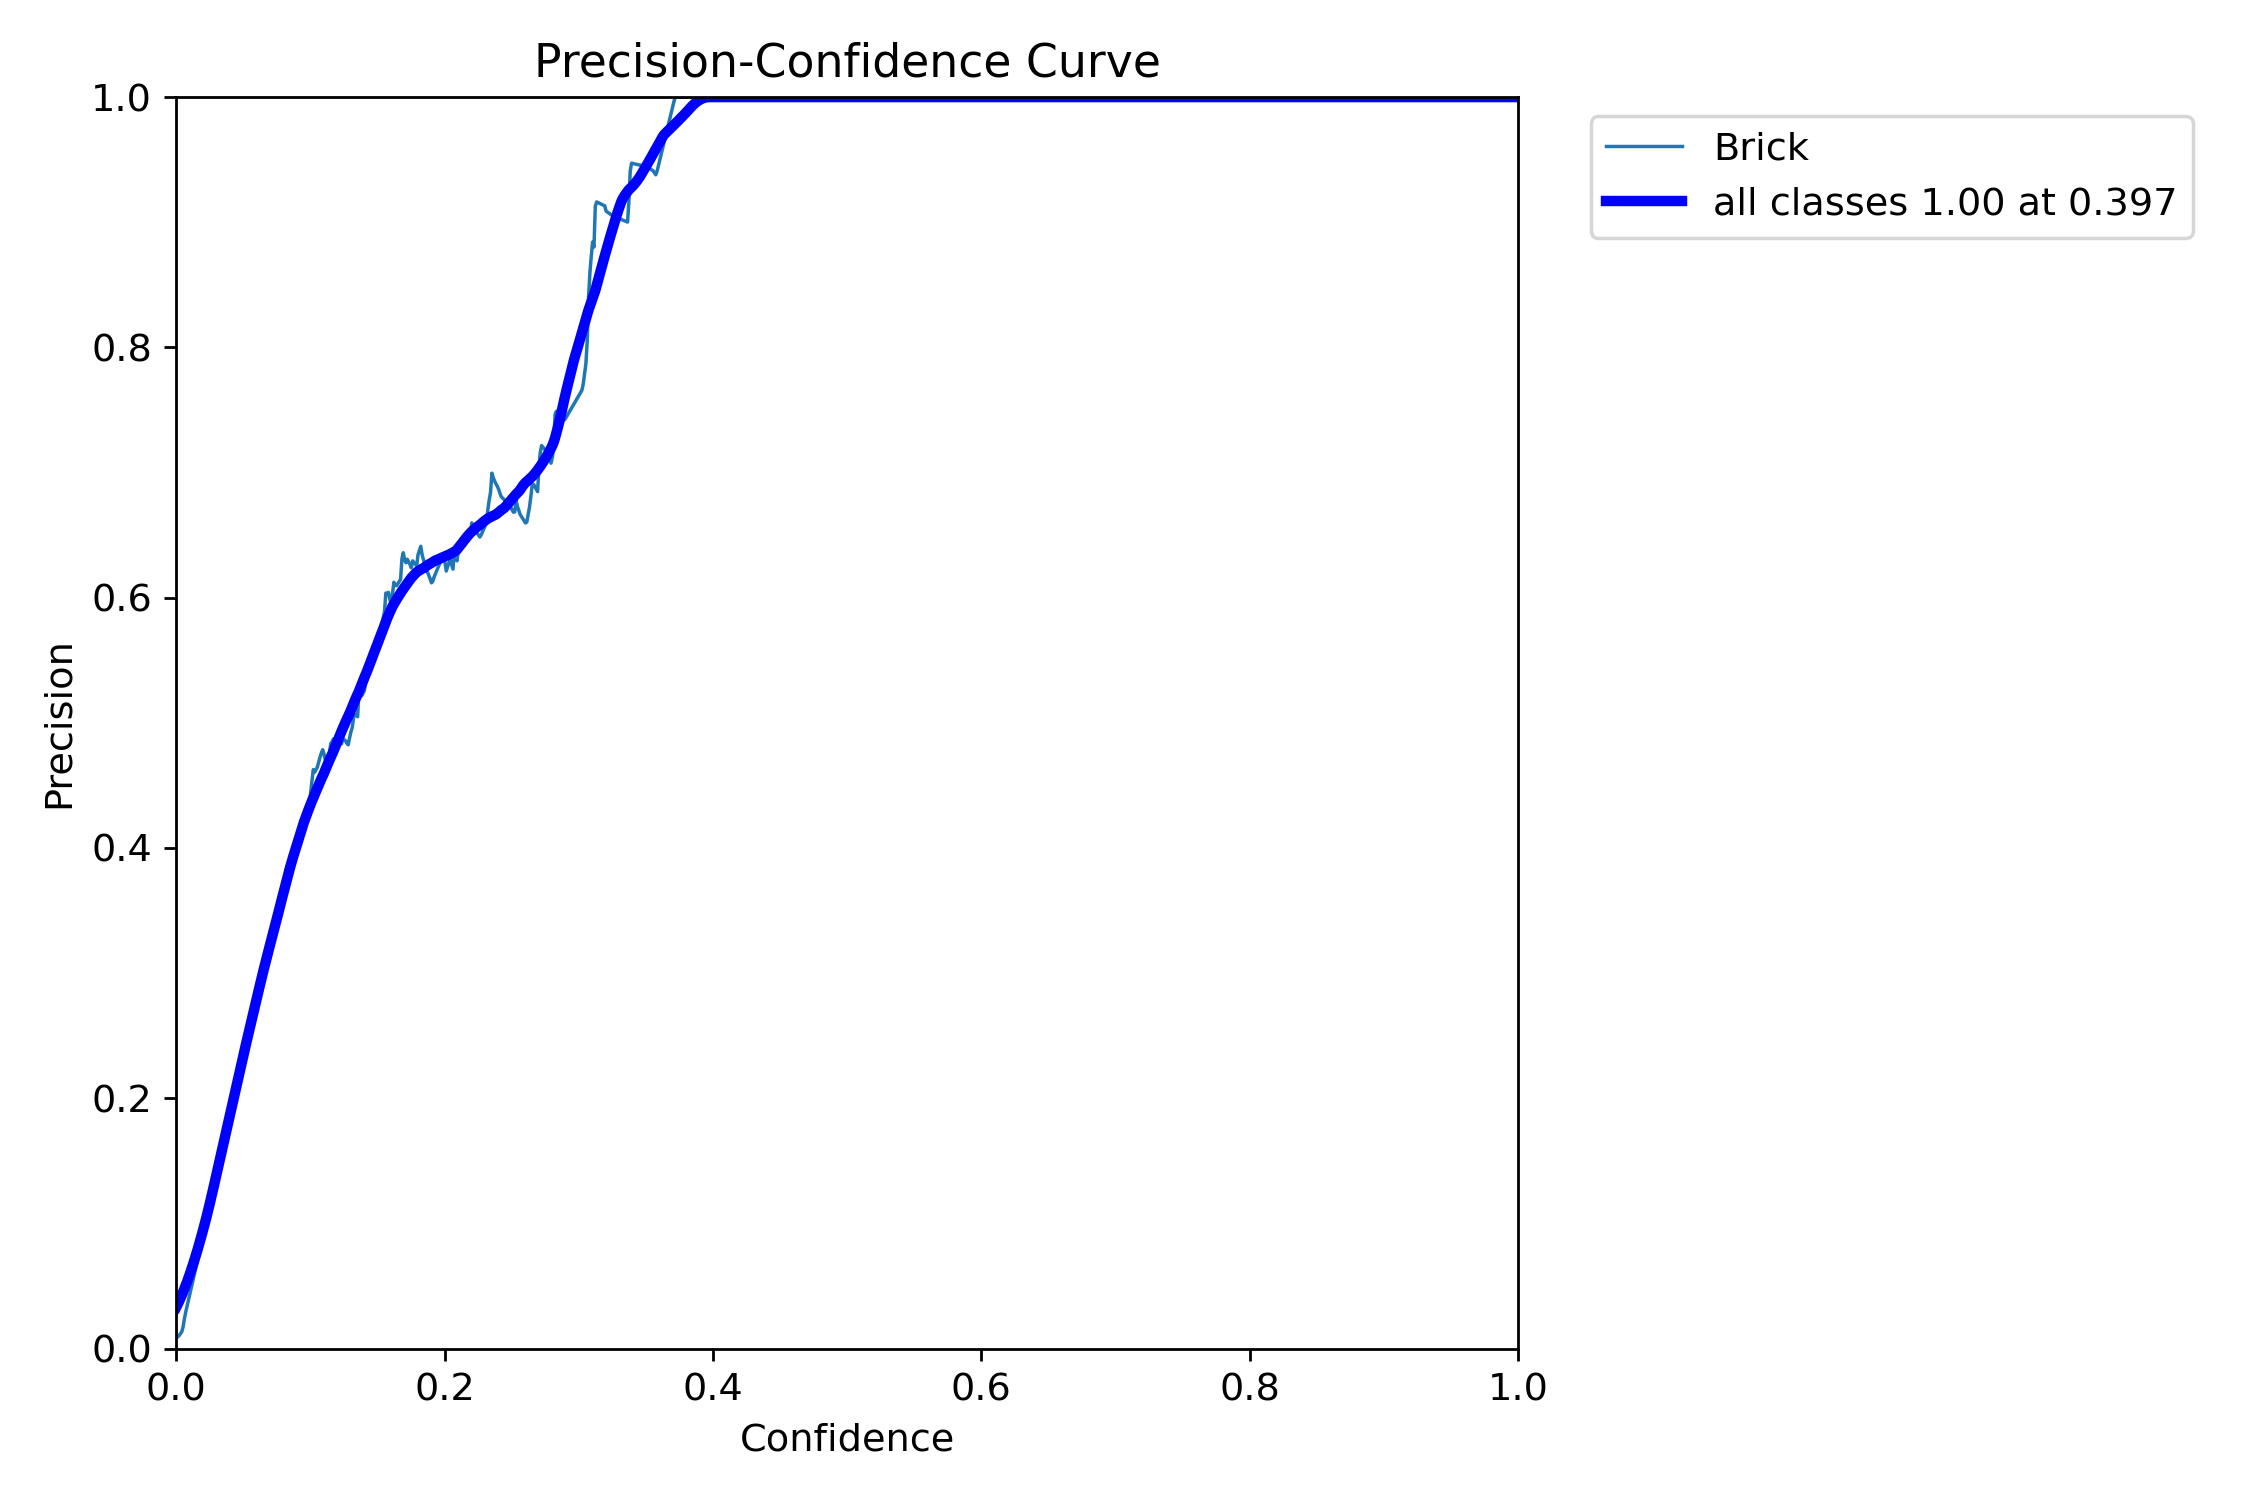 Precision-Confidence Curve
1.0
0.8
0.6
0.4
0.2
0.0
Precision
0.0 0.2 0.4 0.6 0.8 1.0
Confidence
Brick
all classes 1.00 at 0.397